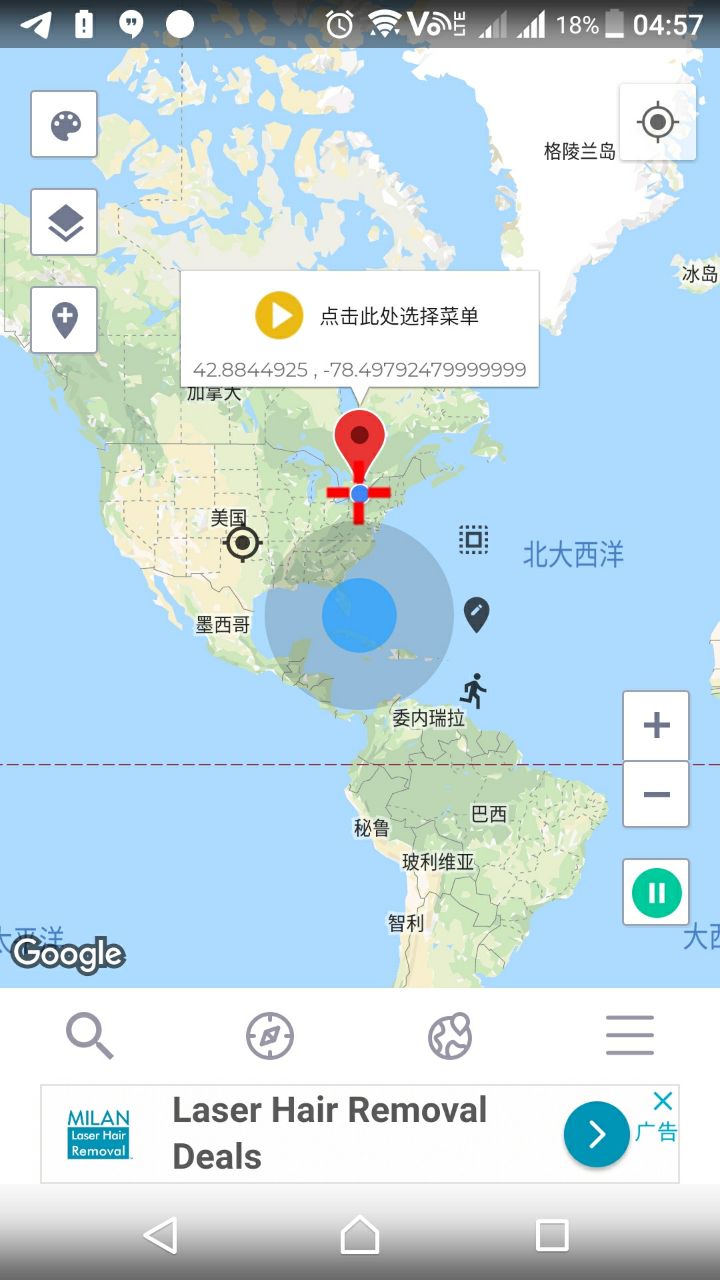 LTE 18% 04:57
格陵兰岛
冰岛
点击此处选择菜单
42.8844925 , -78.49792479999999
加拿大
美国
北大西洋
墨西哥
委内瑞拉
巴西
秘鲁
玻利维亚
智利
太平洋
大西
Google
MILAN
Laser Hair
Removal
Laser Hair Removal
Deals
广告